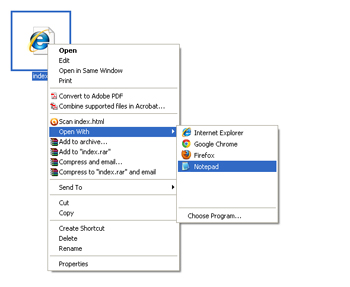 index
Open
Edit
Open in Same Window
Print
Convert to Adobe PDF
Combine supported files in Acrobat...
Scan index.html
Open With
Add to archive...
Add to "index.rar"
Compress and email...
Compress to "index.rar" and email
Send To
Cut
Copy
Create Shortcut
Delete
Rename
Properties
Internet Explorer
Google Chrome
Firefox
Notepad
Choose Program...